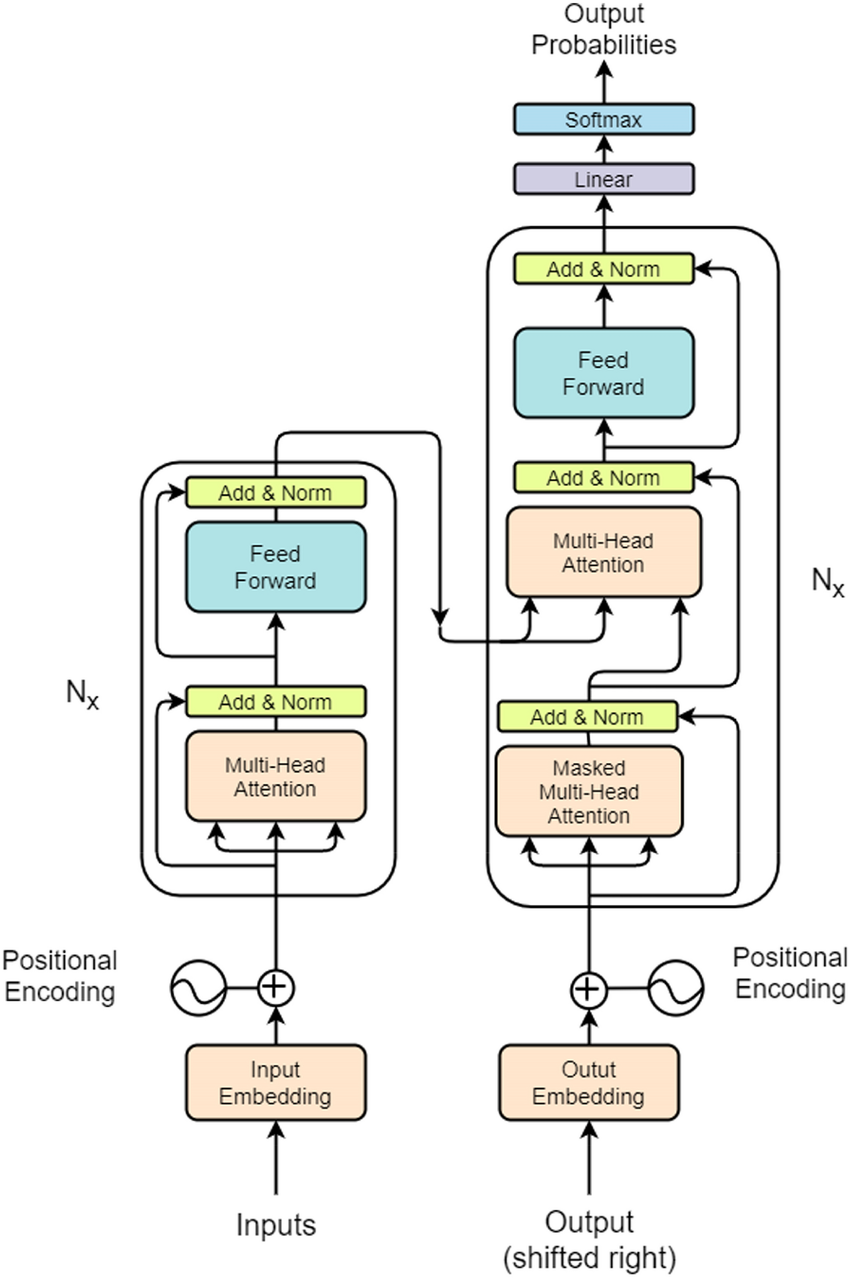 Output
Probabilities
Softmax
Linear
Add & Norm
Feed
Forward
Add & Norm
Multi-Head
Attention
Add & Norm
Masked
Multi-Head
Attention
Nx
Add & Norm
Feed
Forward
Add & Norm
Multi-Head
Attention
Nx
Positional
Encoding
Positional
Encoding
Input
Embedding
Outut
Embedding
Inputs
Output
(shifted right)